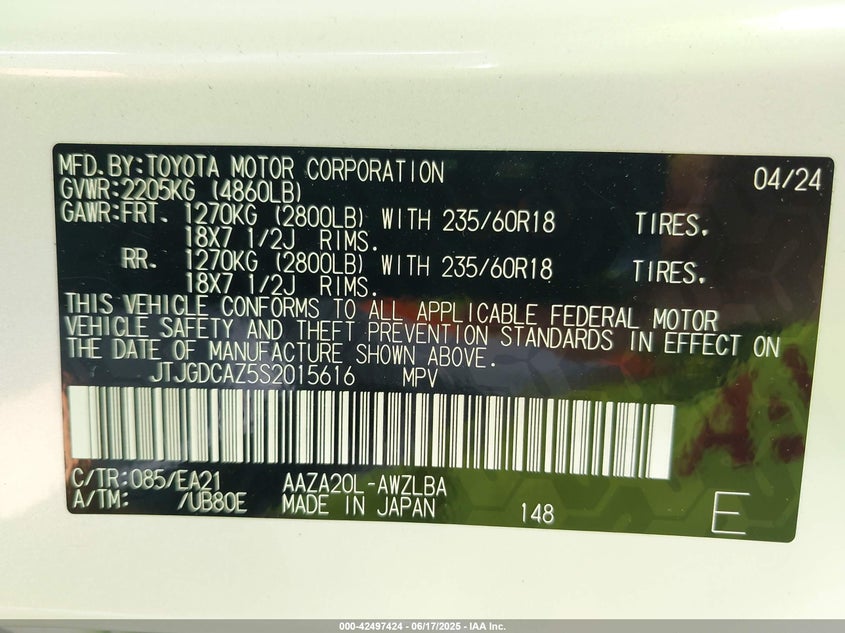 MFD.BY:TOYOTA MOTOR CORPORATION 04/24
GVWR:2205KG (4860LB)
GAWR:FRT. 1270KG (2800LB) WITH 235/60R18 TIRES.
18X7 1/2J RIMS.
RR. 1270KG (2800LB) WITH 235/60R18 TIRES.
18X7 1/2J RIMS.
THIS VEHICLE CONFORMS TO ALL APPLICABLE FEDERAL MOTOR
VEHICLE SAFETY AND THEFT PREVENTION STANDARDS IN EFFECT ON
THE DATE OF MANUFACTURE SHOWN ABOVE.
JTJGDCAZ5S2015616 MPV
C/TR:085/EA21 AAZA20L-AWZLBA
A/TM: /UB80E MADE IN JAPAN 148 E
000-42497424 - 06/17/2025 - IAA Inc.